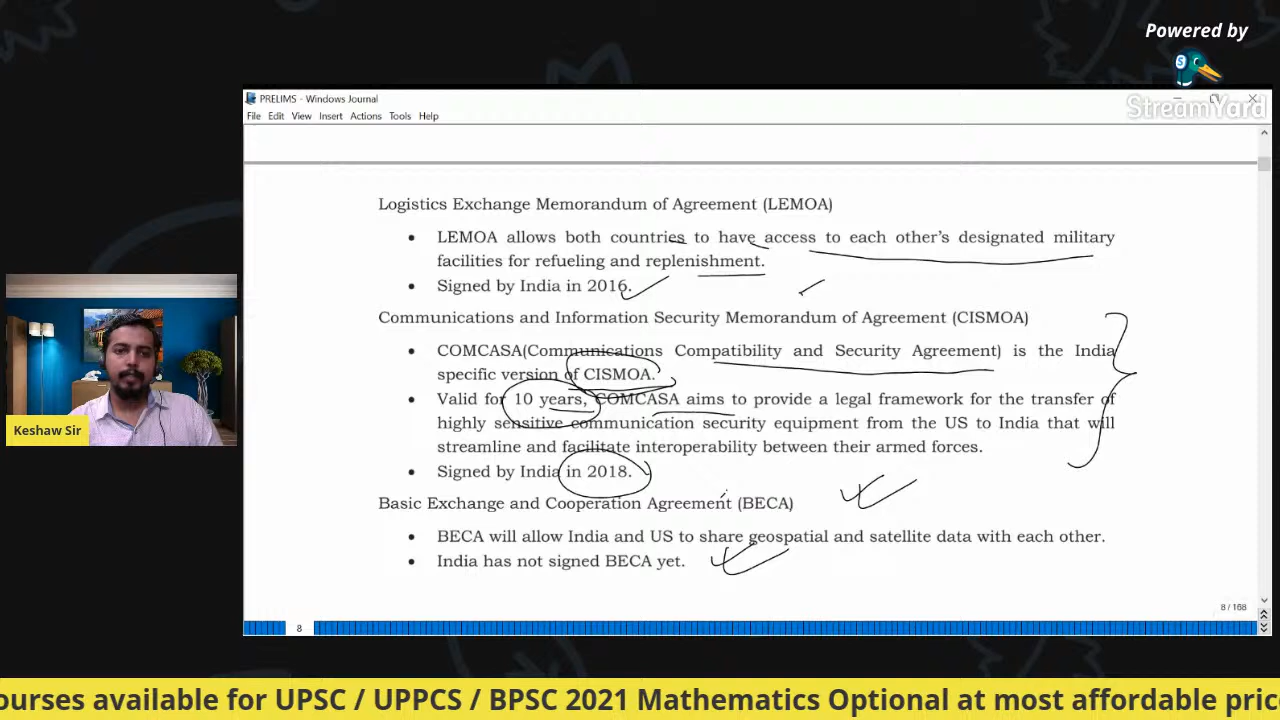 Powered by
StreamYard
PRELIMS - Windows Journal
File Edit View Insert Actions Tools Help
Logistics Exchange Memorandum of Agreement (LEMOA)
• LEMOA allows both countries to have access to each other's designated military
facilities for refueling and replenishment.
• Signed by India in 2016.
Communications and Information Security Memorandum of Agreement (CISMOA)
• COMCASA(Communications Compatibility and Security Agreement) is the India
specific version of CISMOA.
• Valid for 10 years, COMCASA aims to provide a legal framework for the transfer of
highly sensitive communication security equipment from the US to India that will
streamline and facilitate interoperability between their armed forces.
• Signed by India in 2018.
Basic Exchange and Cooperation Agreement (BECA)
• BECA will allow India and US to share geospatial and satellite data with each other.
• India has not signed BECA yet.
8 / 168
8
Keshaw Sir
ourses available for UPSC / UPPCS / BPSC 2021 Mathematics Optional at most affordable pric